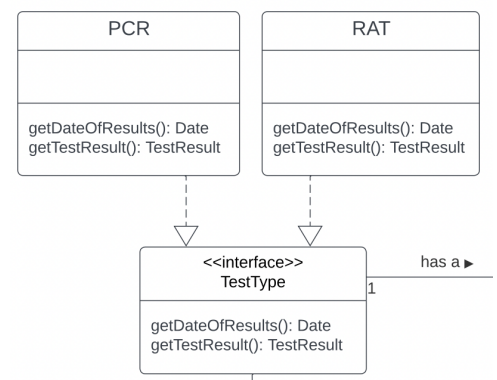 PCR
RAT
getDateOfResults(): Date
getTestResult(): TestResult
getDateOfResults(): Date
getTestResult(): TestResult
<<interface>>
TestType
has a ▶
1
getDateOfResults(): Date
getTestResult(): TestResult